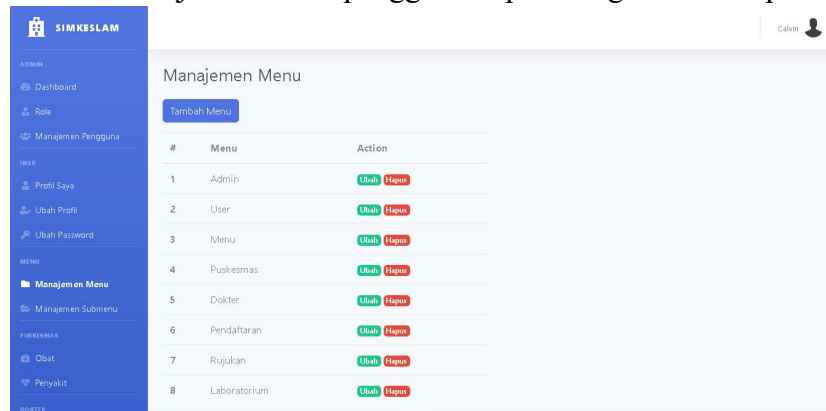 SIMKESLAM
Calvin
ADMIN
Dashboard
Role
Manajemen Pengguna
USER
Profil Saya
Ubah Profil
Ubah Password
MENU
Manajemen Menu
Manajemen Submenu
PUSKESMAS
Obat
Penyakit
DOKTER
Manajemen Menu
Tambah Menu
# Menu Action
1 Admin Ubah Hapus
2 User Ubah Hapus
3 Menu Ubah Hapus
4 Puskesmas Ubah Hapus
5 Dokter Ubah Hapus
6 Pendaftaran Ubah Hapus
7 Rujukan Ubah Hapus
8 Laboratorium Ubah Hapus